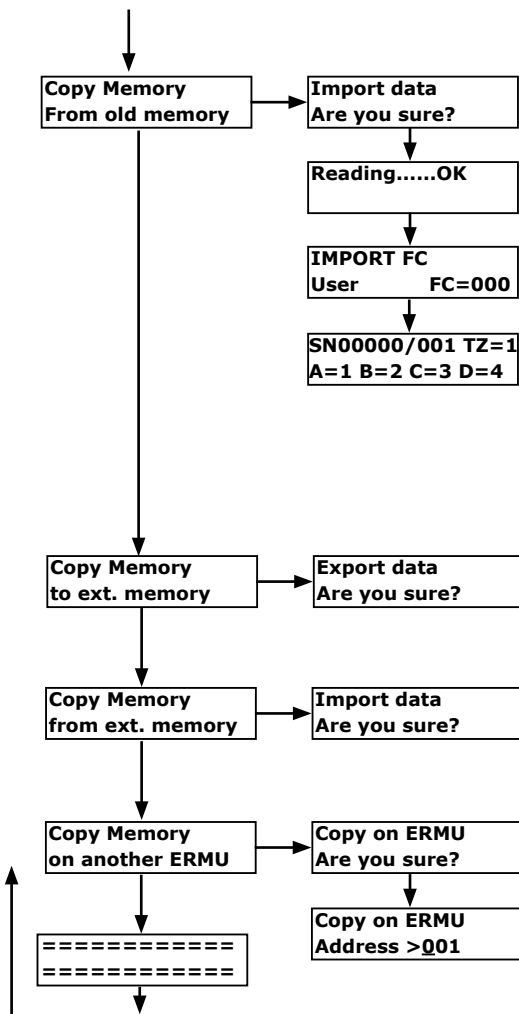 Copy Memory
From old memory
Import data
Are you sure?
Reading......OK
IMPORT FC
User FC=000
SN00000/001 TZ=1
A=1 B=2 C=3 D=4
Copy Memory
to ext. memory
Export data
Are you sure?
Copy Memory
from ext. memory
Import data
Are you sure?
Copy Memory
on another ERMU
Copy on ERMU
Are you sure?
Copy on ERMU
Address >001
============
============